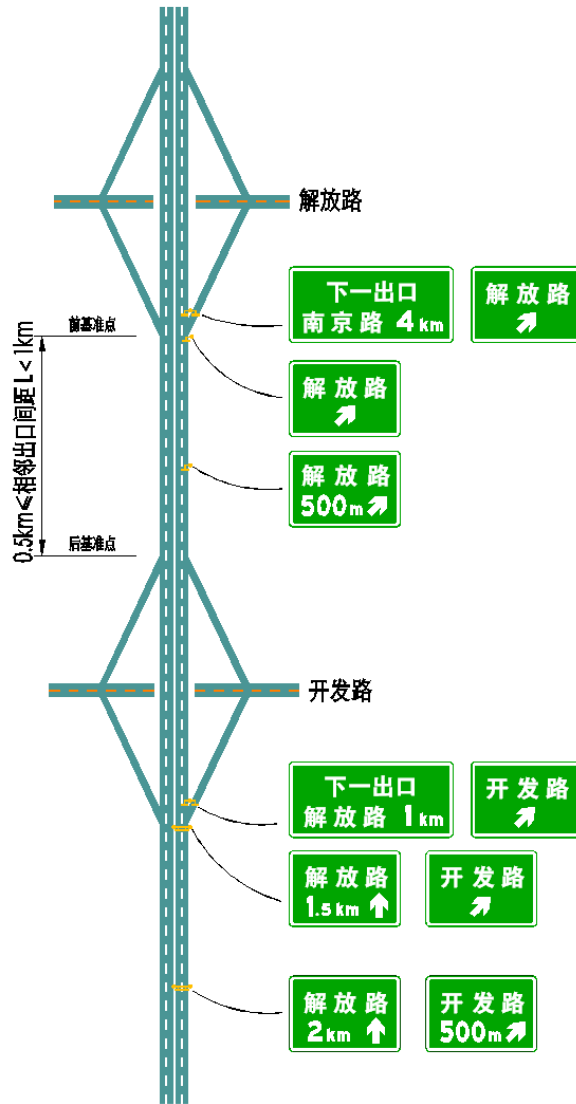 解放路
下一出口
南京路 4km
解放路
前基准点
0.5km≤相邻出口间距 L<1km
解放路
解放路
500m
后基准点
开发路
下一出口
解放路 1km
开发路
解放路
1.5km
开发路
解放路
2km
开发路
500m